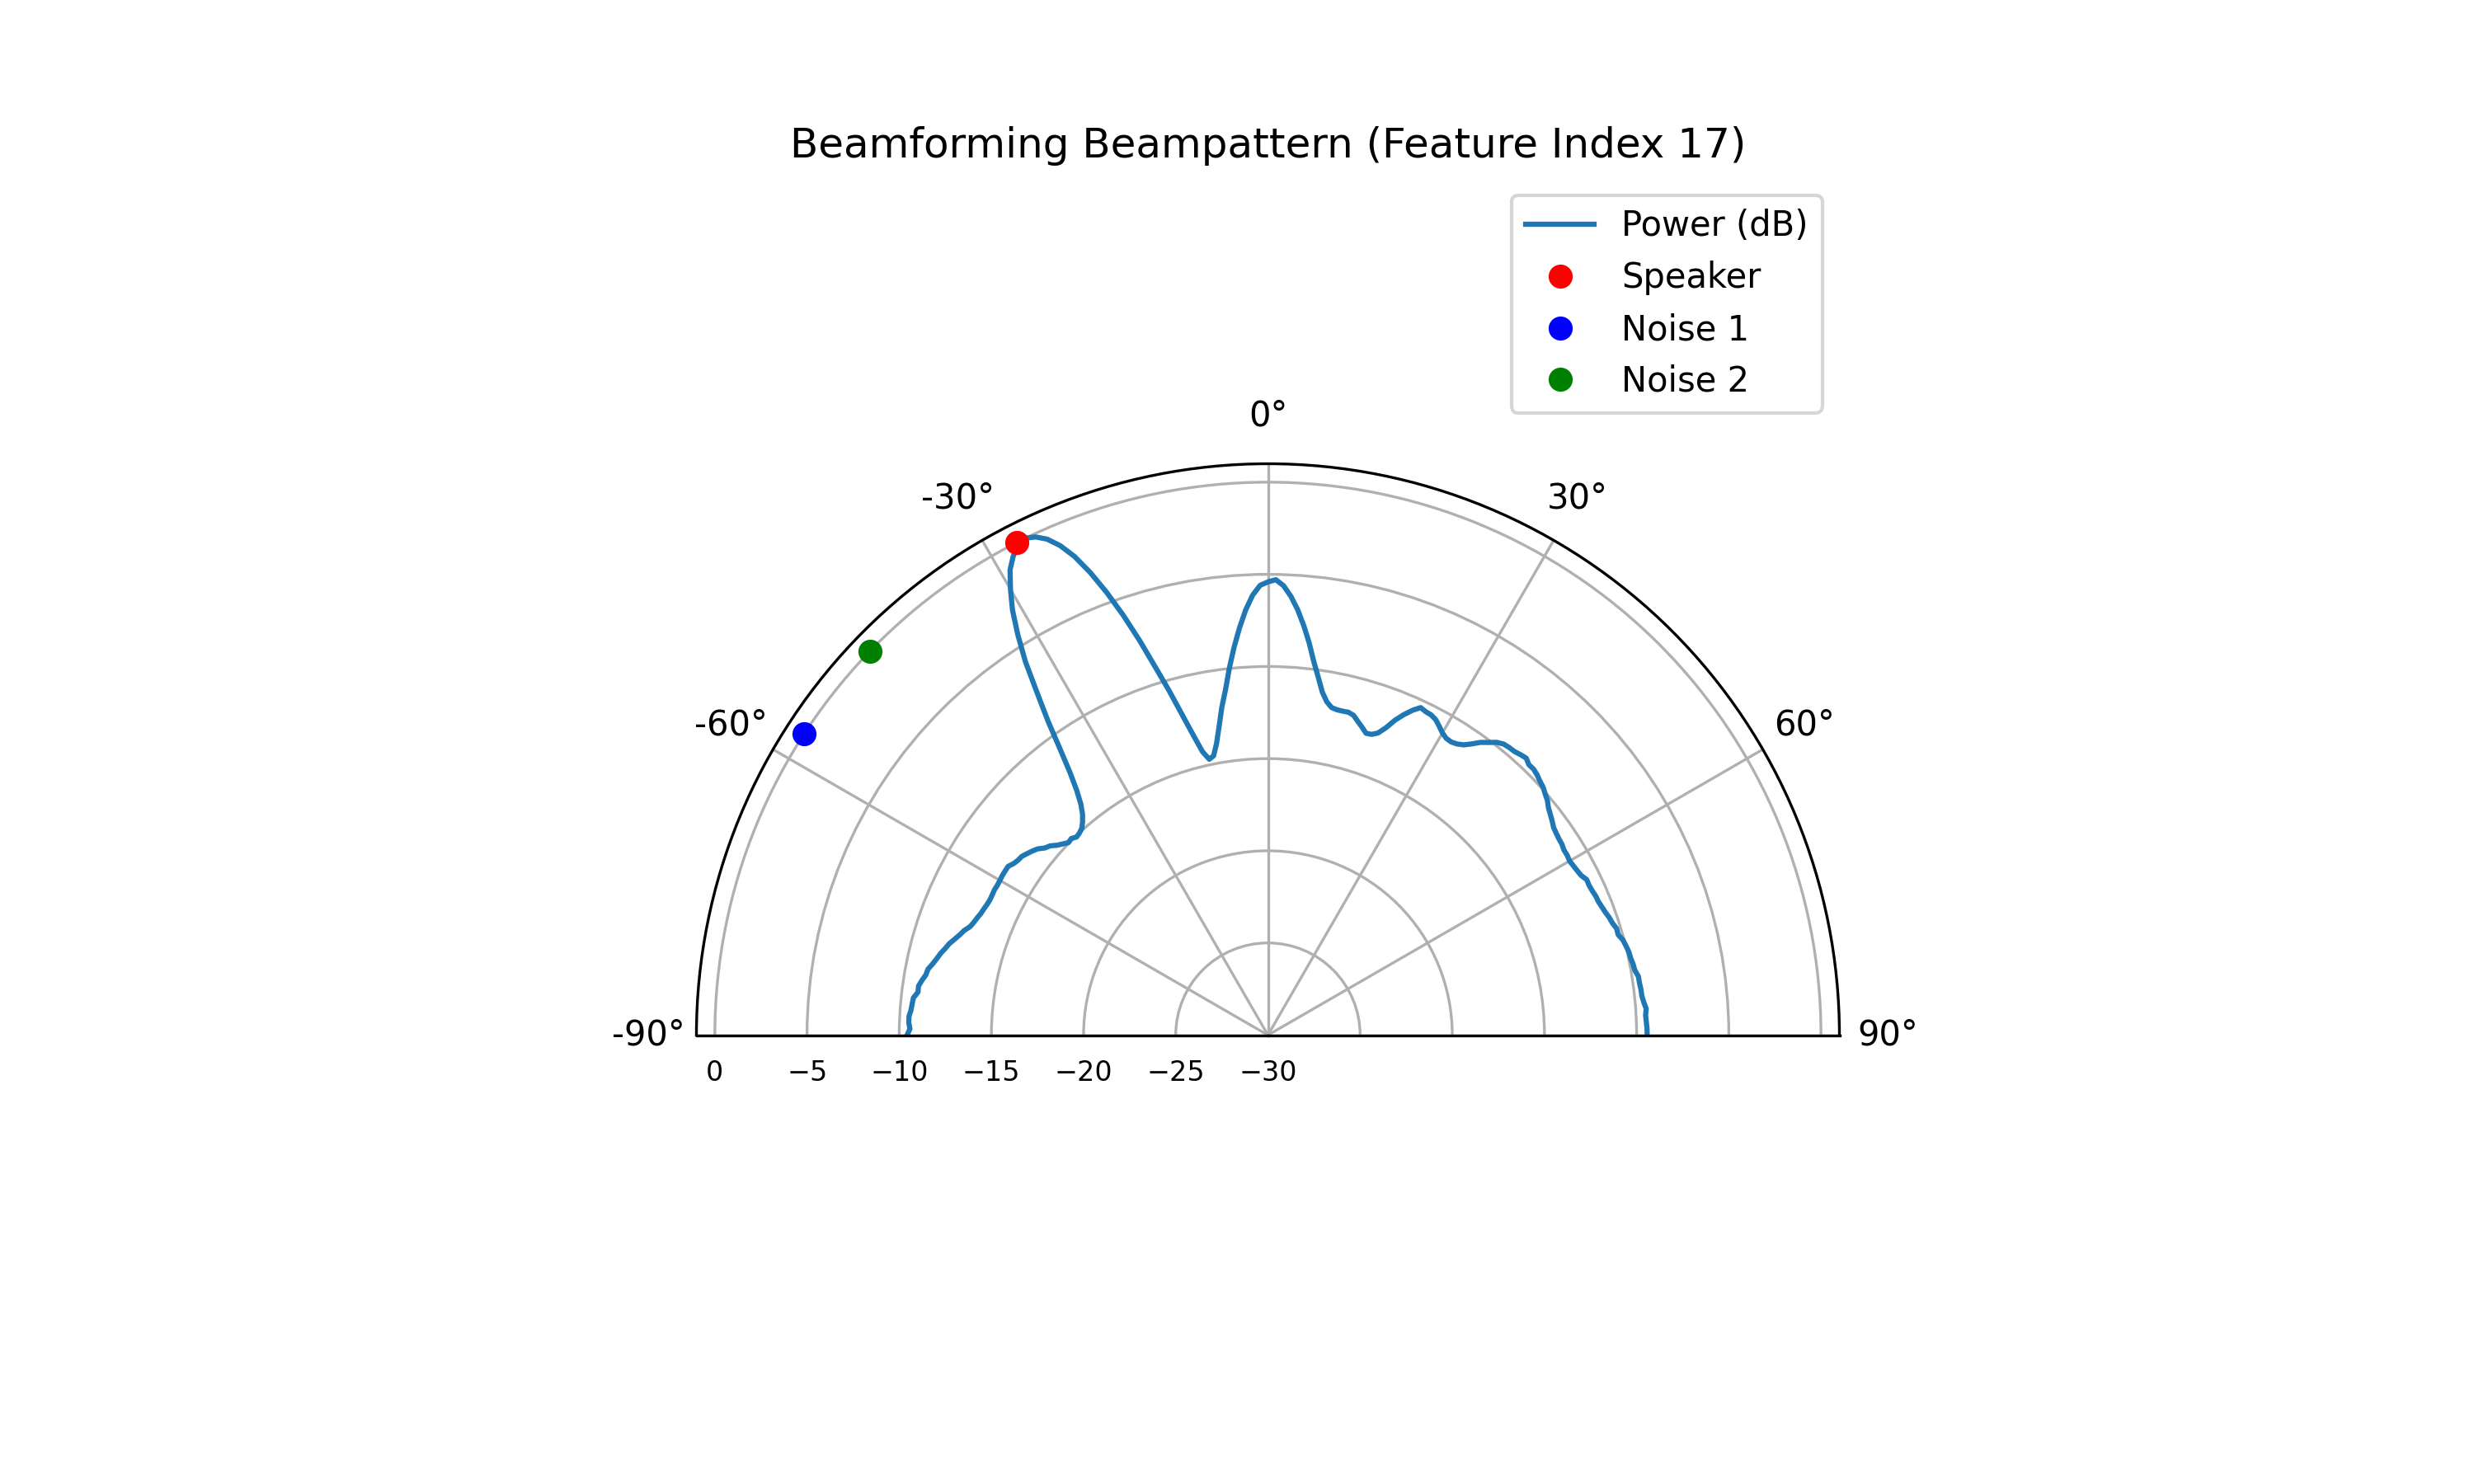 Beamforming Beampattern (Feature Index 17)
Power (dB)
Speaker
Noise 1
Noise 2
0°
-30°
30°
-60°
60°
-90°
90°
0 −5 −10 −15 −20 −25 −30